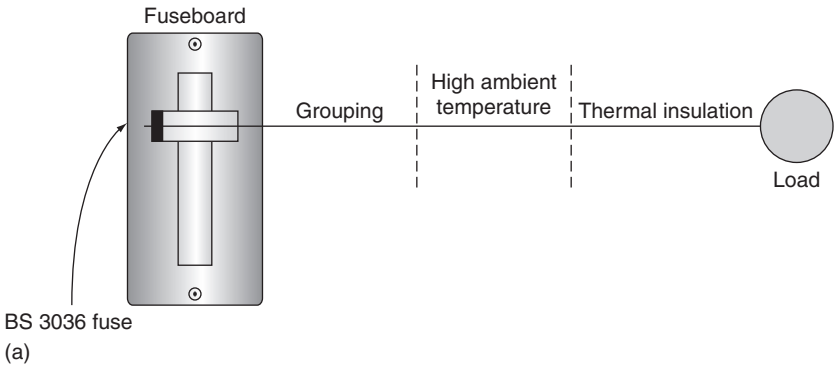 Fuseboard
Grouping
High ambient
temperature
Thermal insulation
Load
BS 3036 fuse
(a)